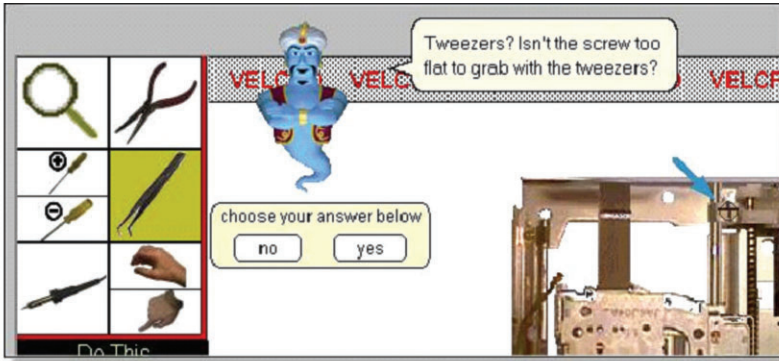 Tweezers? Isn't the screw too
flat to grab with the tweezers?
VELC
VELC
VELCR
choose your answer below
no
yes
Do This